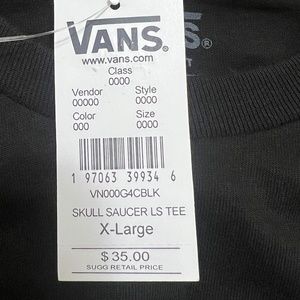 VANS®
www.vans.com
Class
0000
Vendor Style
00000 0000
Color Size
000 0000
1 97063 39934 6
VN000G4CBLK
SKULL SAUCER LS TEE
X-Large
$35.00
SUGG RETAIL PRICE